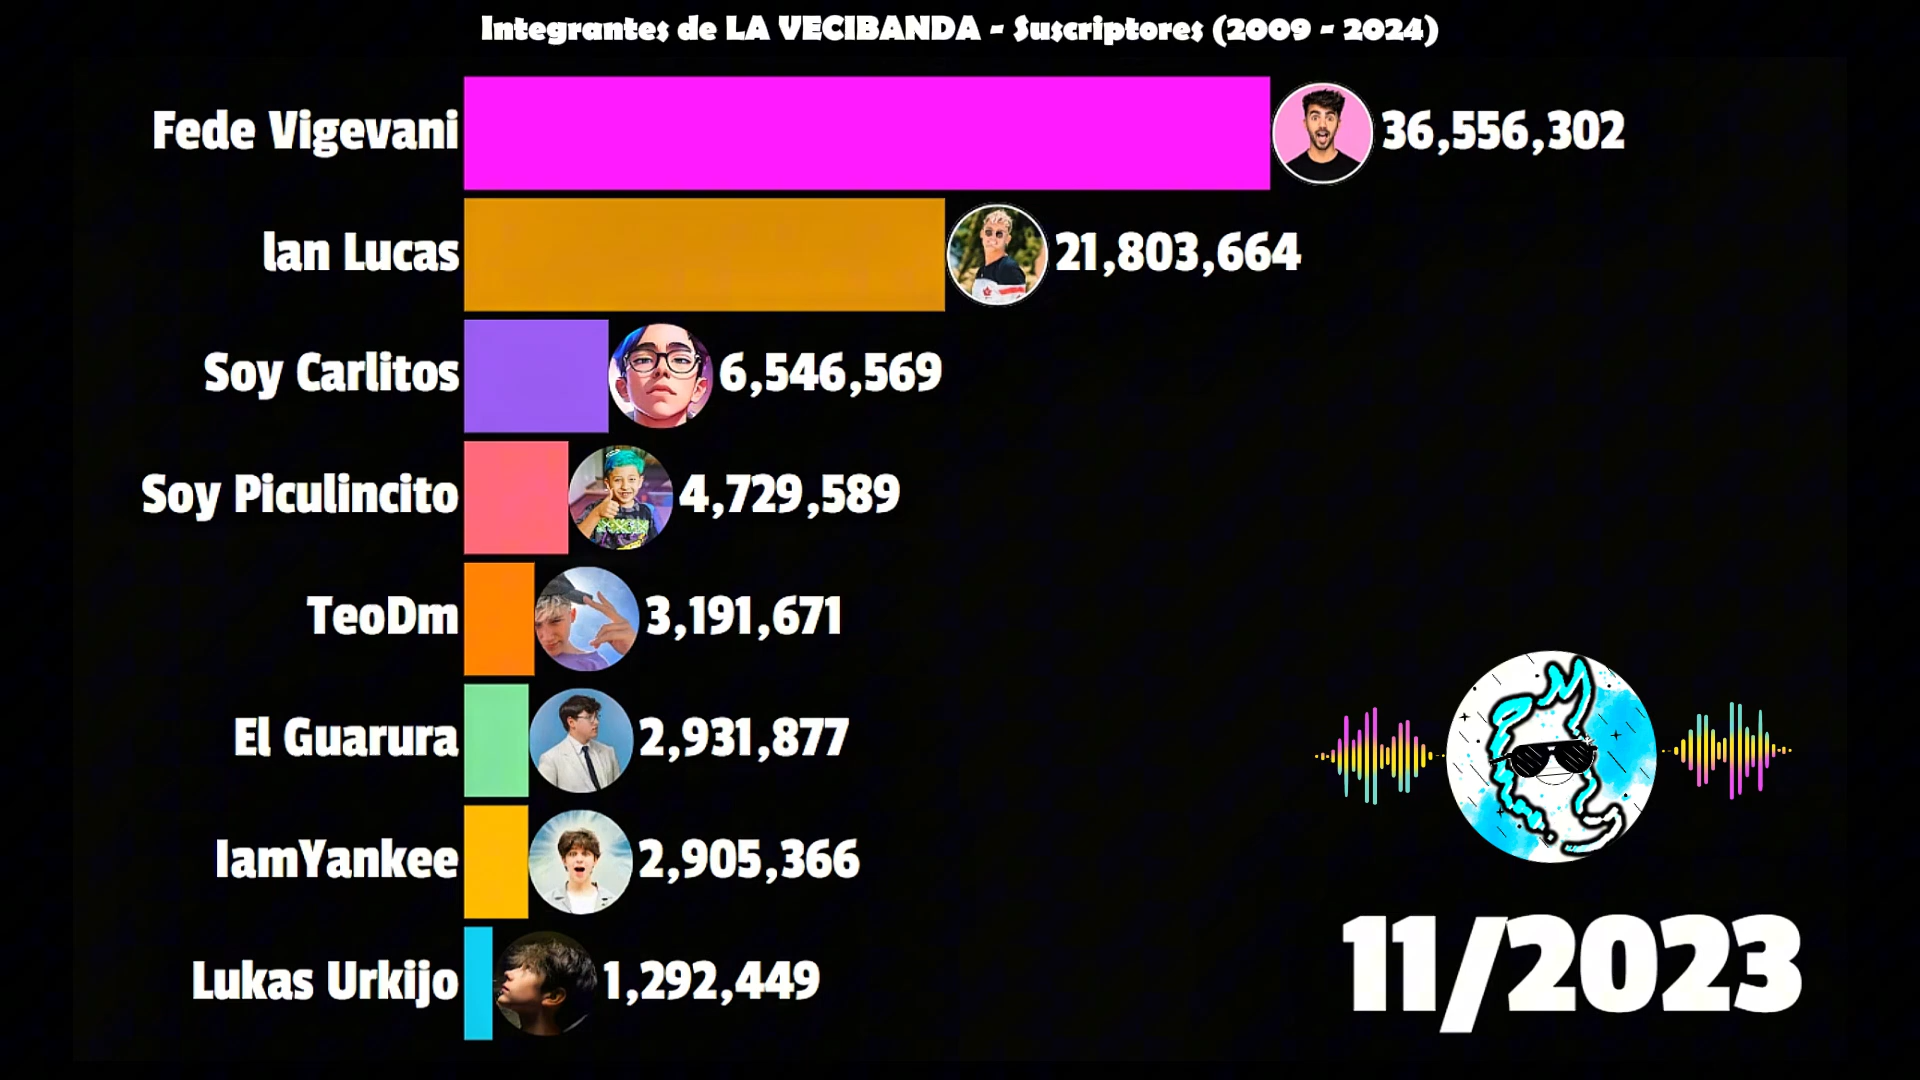 Integrantes de LA VECIBANDA - Suscriptores (2009 - 2024)
Fede Vigevani 36,556,302
Ian Lucas 21,803,664
Soy Carlitos 6,546,569
Soy Piculincito 4,729,589
TeoDm 3,191,671
El Guarura 2,931,877
IamYankee 2,905,366
Lukas Urkijo 1,292,449
11/2023